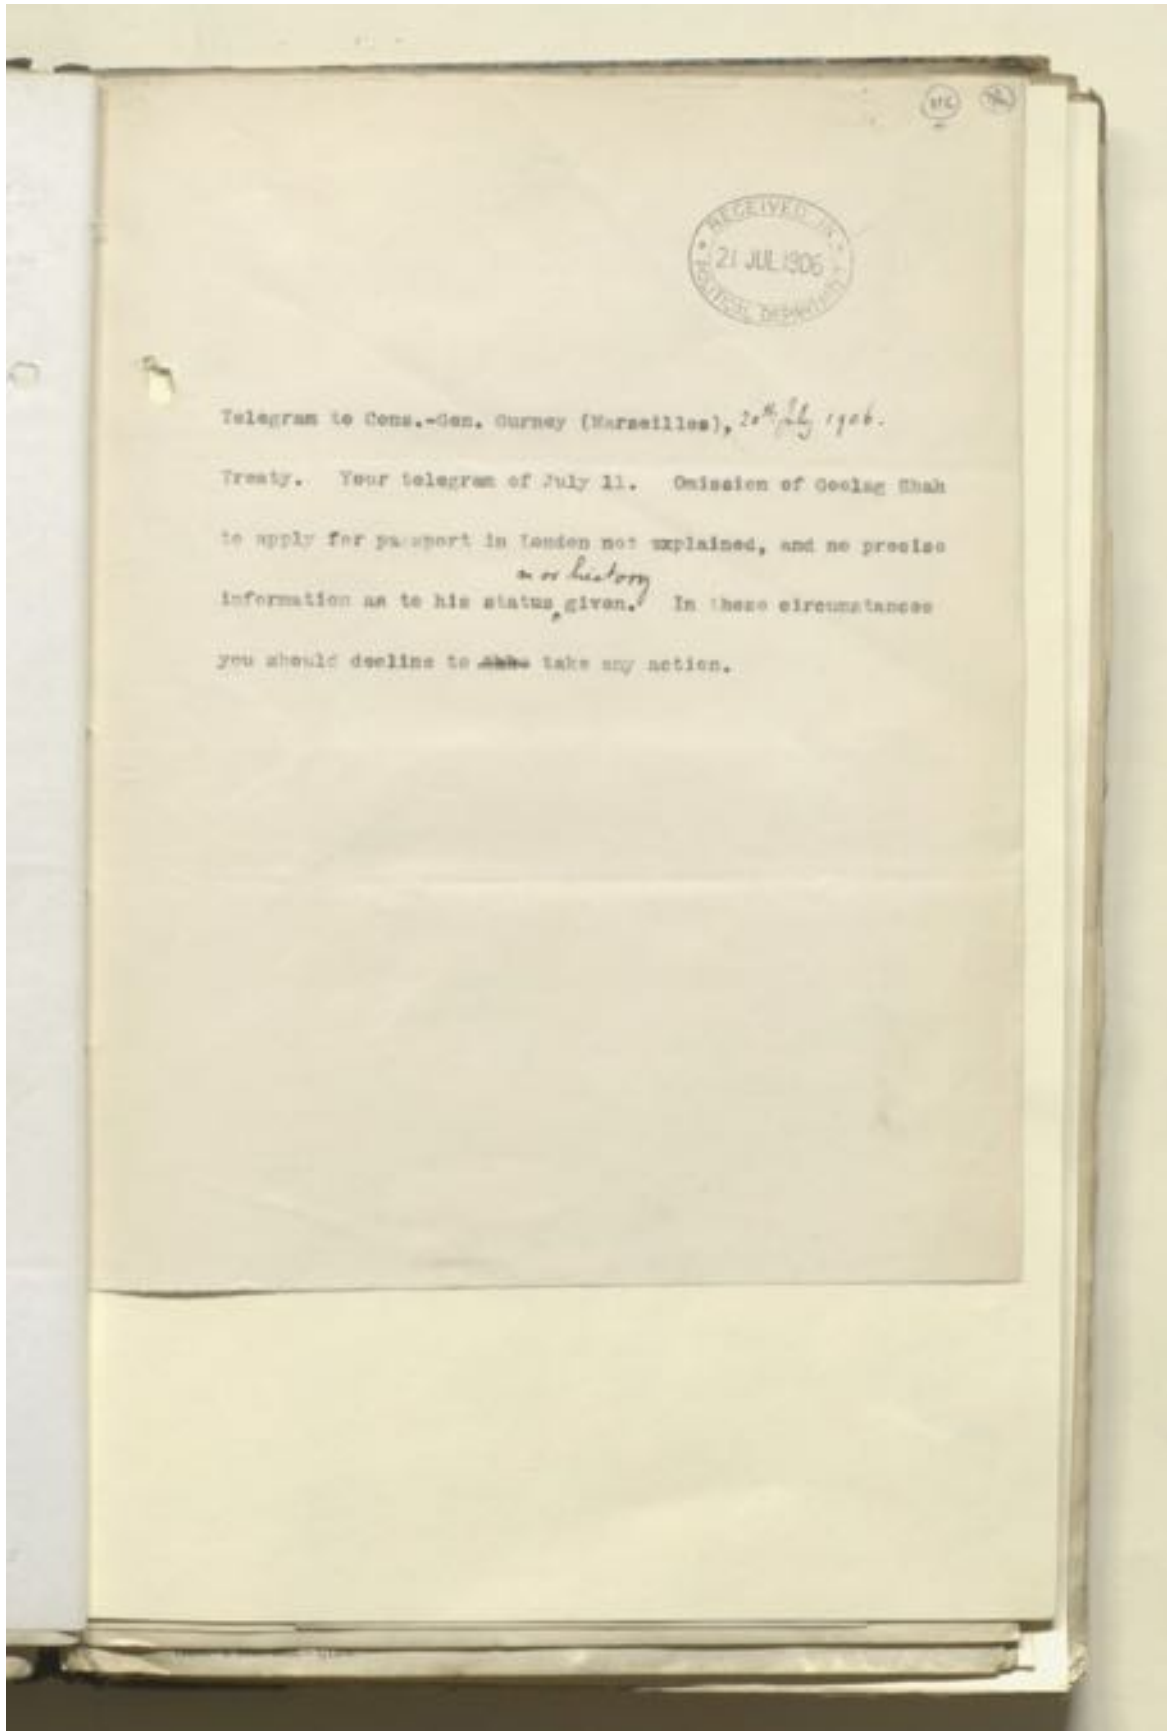 RECEIVED IN
21 JUL 1906
POLITICAL DEPARTMENT
Telegram to Cons.-Gen. Gurney (Marseilles), 20th July 1906.
Treaty. Your telegram of July 11. Omission of Goolag Shah
to apply for passport in London not explained, and no precise
or history
information as to his status given. In these circumstances
you should decline to take any action.